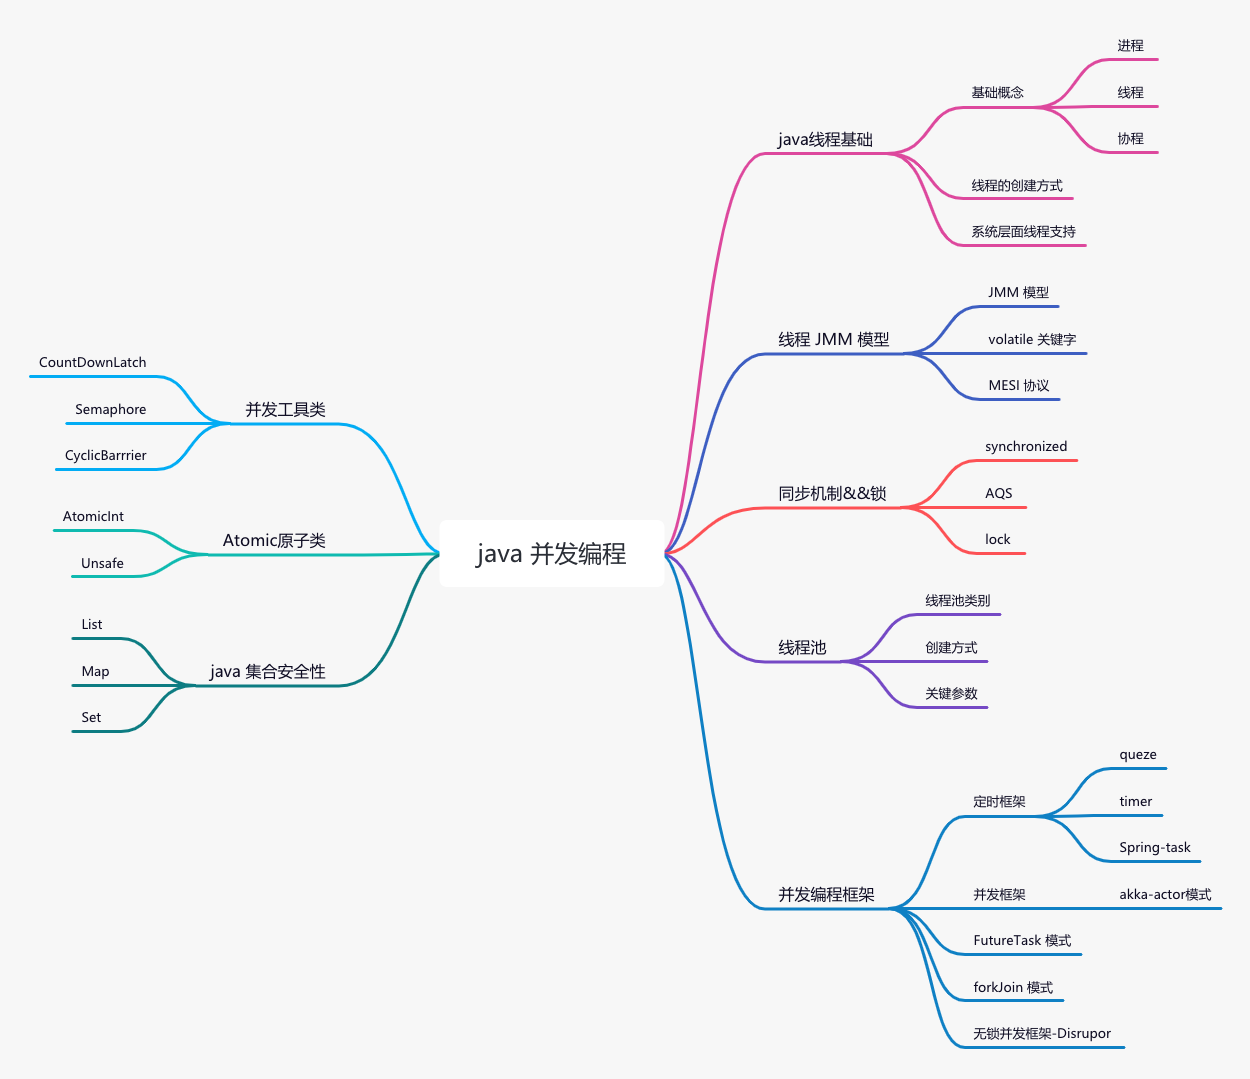 java 并发编程
java线程基础
基础概念
进程
线程
协程
线程的创建方式
系统层面线程支持
线程 JMM 模型
JMM 模型
volatile 关键字
MESI 协议
同步机制&&锁
synchronized
AQS
lock
线程池
线程池类别
创建方式
关键参数
并发编程框架
定时框架
queze
timer
Spring-task
并发框架
akka-actor模式
FutureTask 模式
forkJoin 模式
无锁并发框架-Disrupor
并发工具类
CountDownLatch
Semaphore
CyclicBarrrier
Atomic原子类
AtomicInt
Unsafe
java 集合安全性
List
Map
Set